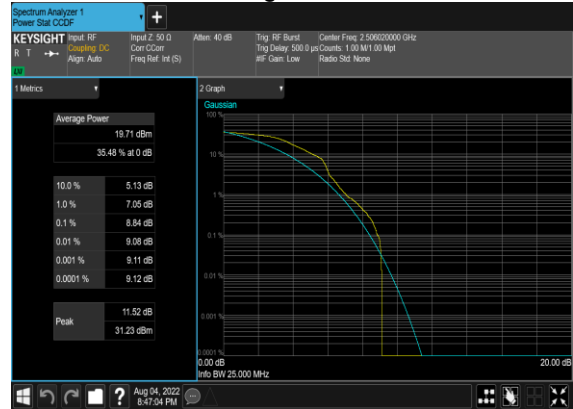 Spectrum Analyzer 1
Power Stat CCDF
+
KEYSIGHT
R T
LM
Input: RF
Coupling: DC
Align: Auto
Input Z: 50 Ω
Corr CCorr
Freq Ref: Int (S)
Atten: 40 dB
Trig: RF Burst
Trig Delay: 500.0 µs
#IF Gain: Low
Center Freq: 2.506020000 GHz
Counts: 1.00 M/1.00 Mpt
Radio Std: None
1 Metrics
Average Power
19.71 dBm
35.48 % at 0 dB
10.0 % 5.13 dB
1.0 % 7.05 dB
0.1 % 8.84 dB
0.01 % 9.08 dB
0.001 % 9.11 dB
0.0001 % 9.12 dB
Peak
11.52 dB
31.23 dBm
2 Graph
Gaussian
100 %
10 %
1 %
0.1 %
0.01 %
0.001 %
0.0001 %
0.00 dB 20.00 dB
Info BW 25.000 MHz
?
Aug 04, 2022
8:47:04 PM